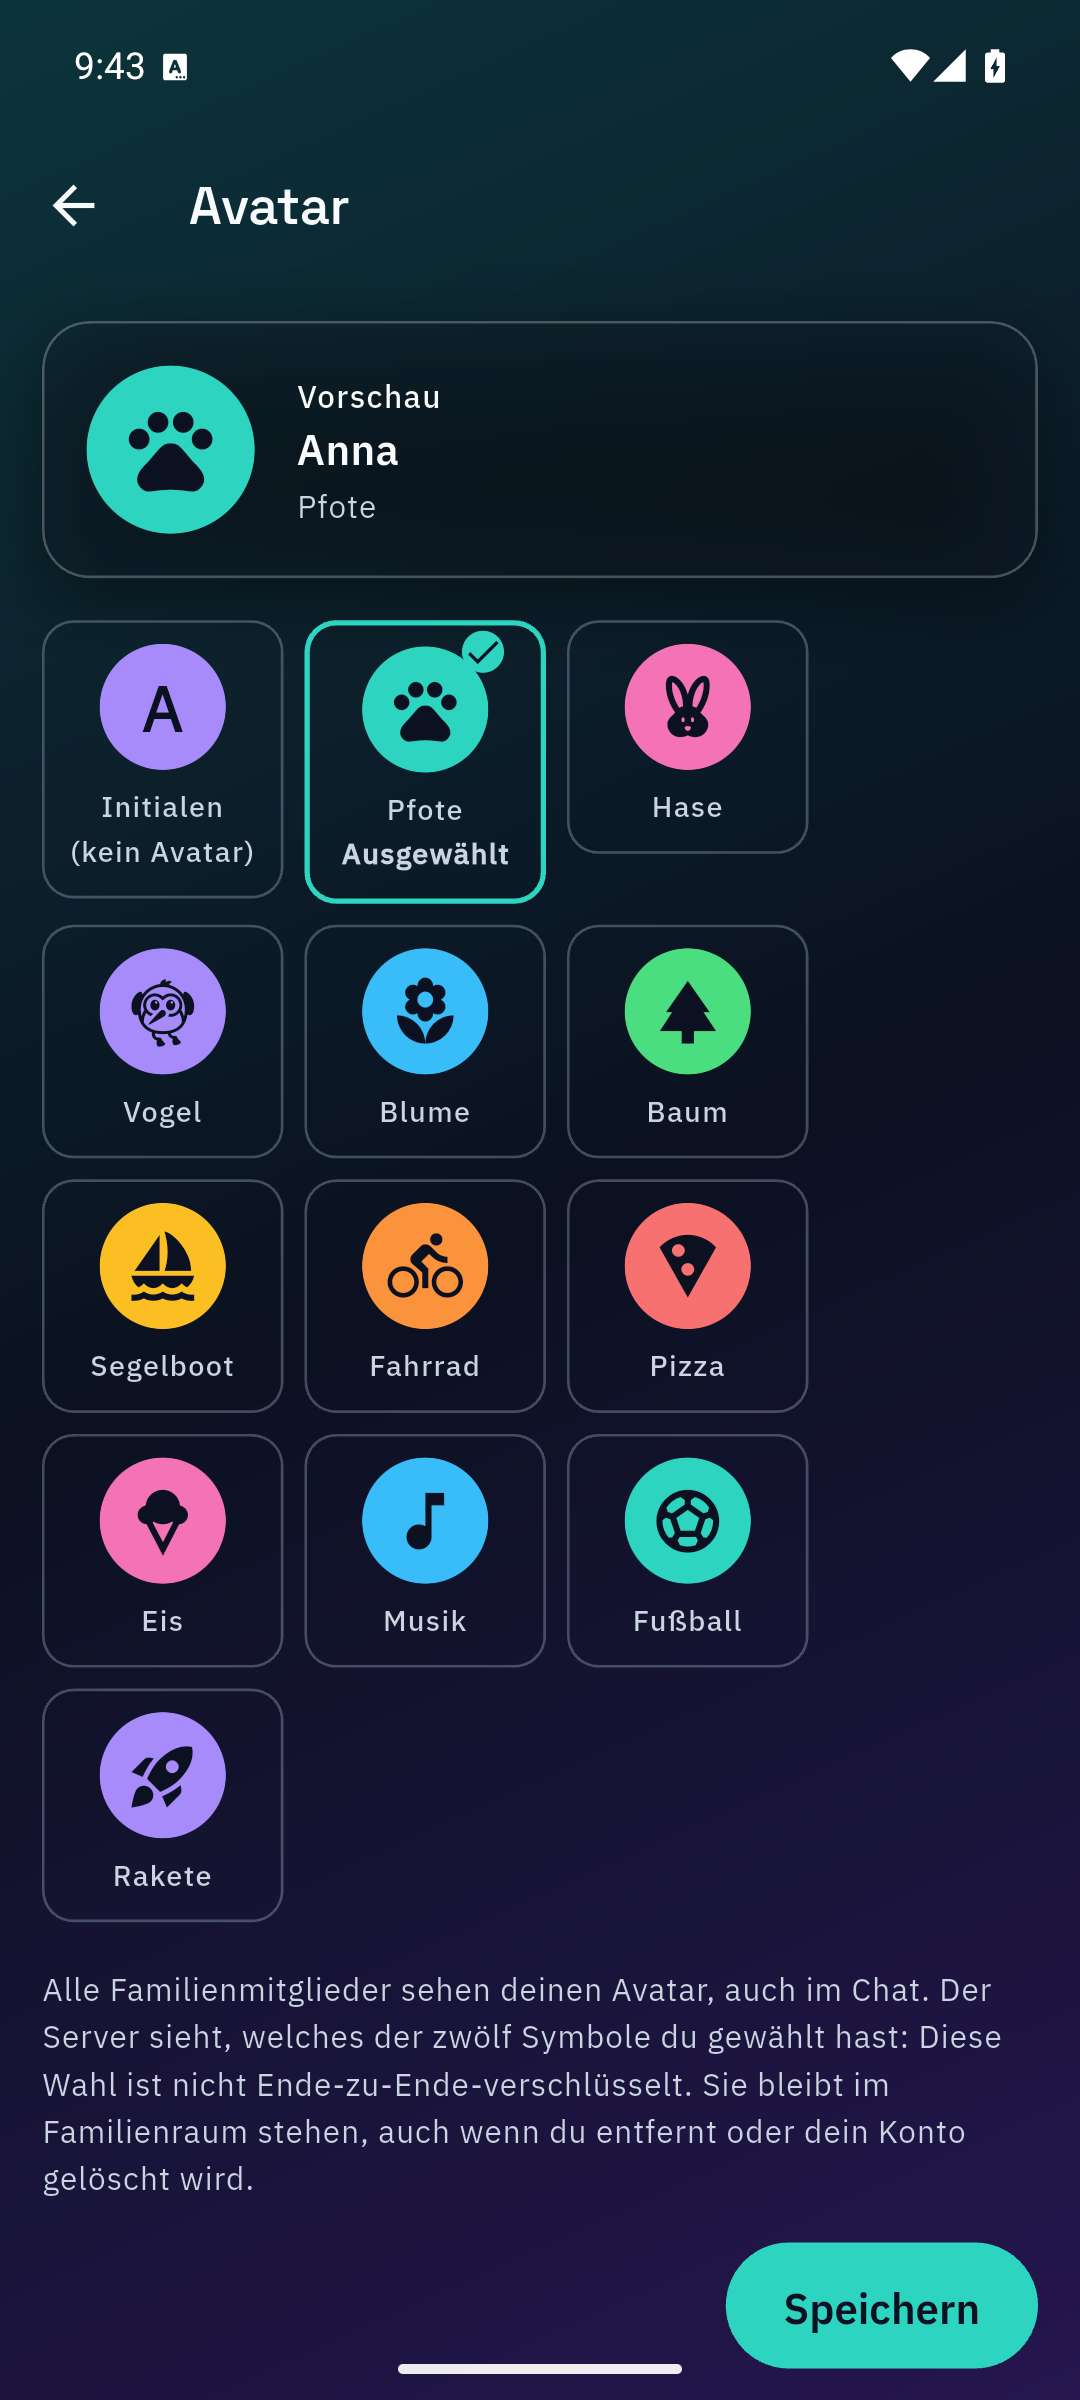 9:43
Avatar
Vorschau
Anna
Pfote
A
Initialen
(kein Avatar)
Pfote
Ausgewählt
Hase
Vogel
Blume
Baum
Segelboot
Fahrrad
Pizza
Eis
Musik
Fußball
Rakete
Alle Familienmitglieder sehen deinen Avatar, auch im Chat. Der
Server sieht, welches der zwölf Symbole du gewählt hast: Diese
Wahl ist nicht Ende-zu-Ende-verschlüsselt. Sie bleibt im
Familienraum stehen, auch wenn du entfernt oder dein Konto
gelöscht wird.
Speichern